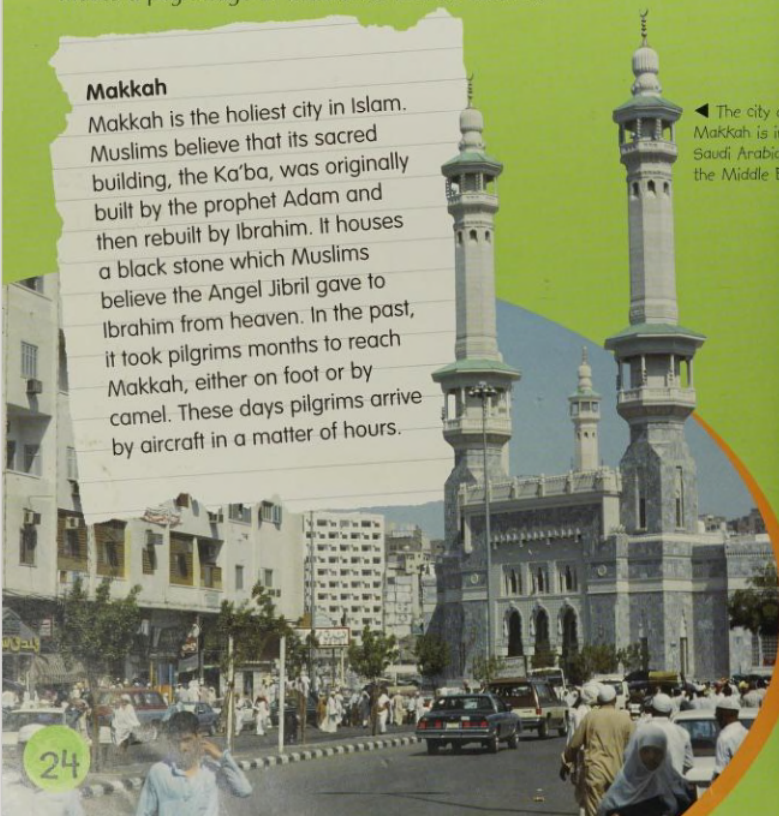 Makkah
Makkah is the holiest city in Islam.
Muslims believe that its sacred
building, the Ka'ba, was originally
built by the prophet Adam and
then rebuilt by Ibrahim. It houses
a black stone which Muslims
believe the Angel Jibril gave to
Ibrahim from heaven. In the past,
it took pilgrims months to reach
Makkah, either on foot or by
camel. These days pilgrims arrive
by aircraft in a matter of hours.
◀ The city
Makkah is
Saudi
the Middle
24